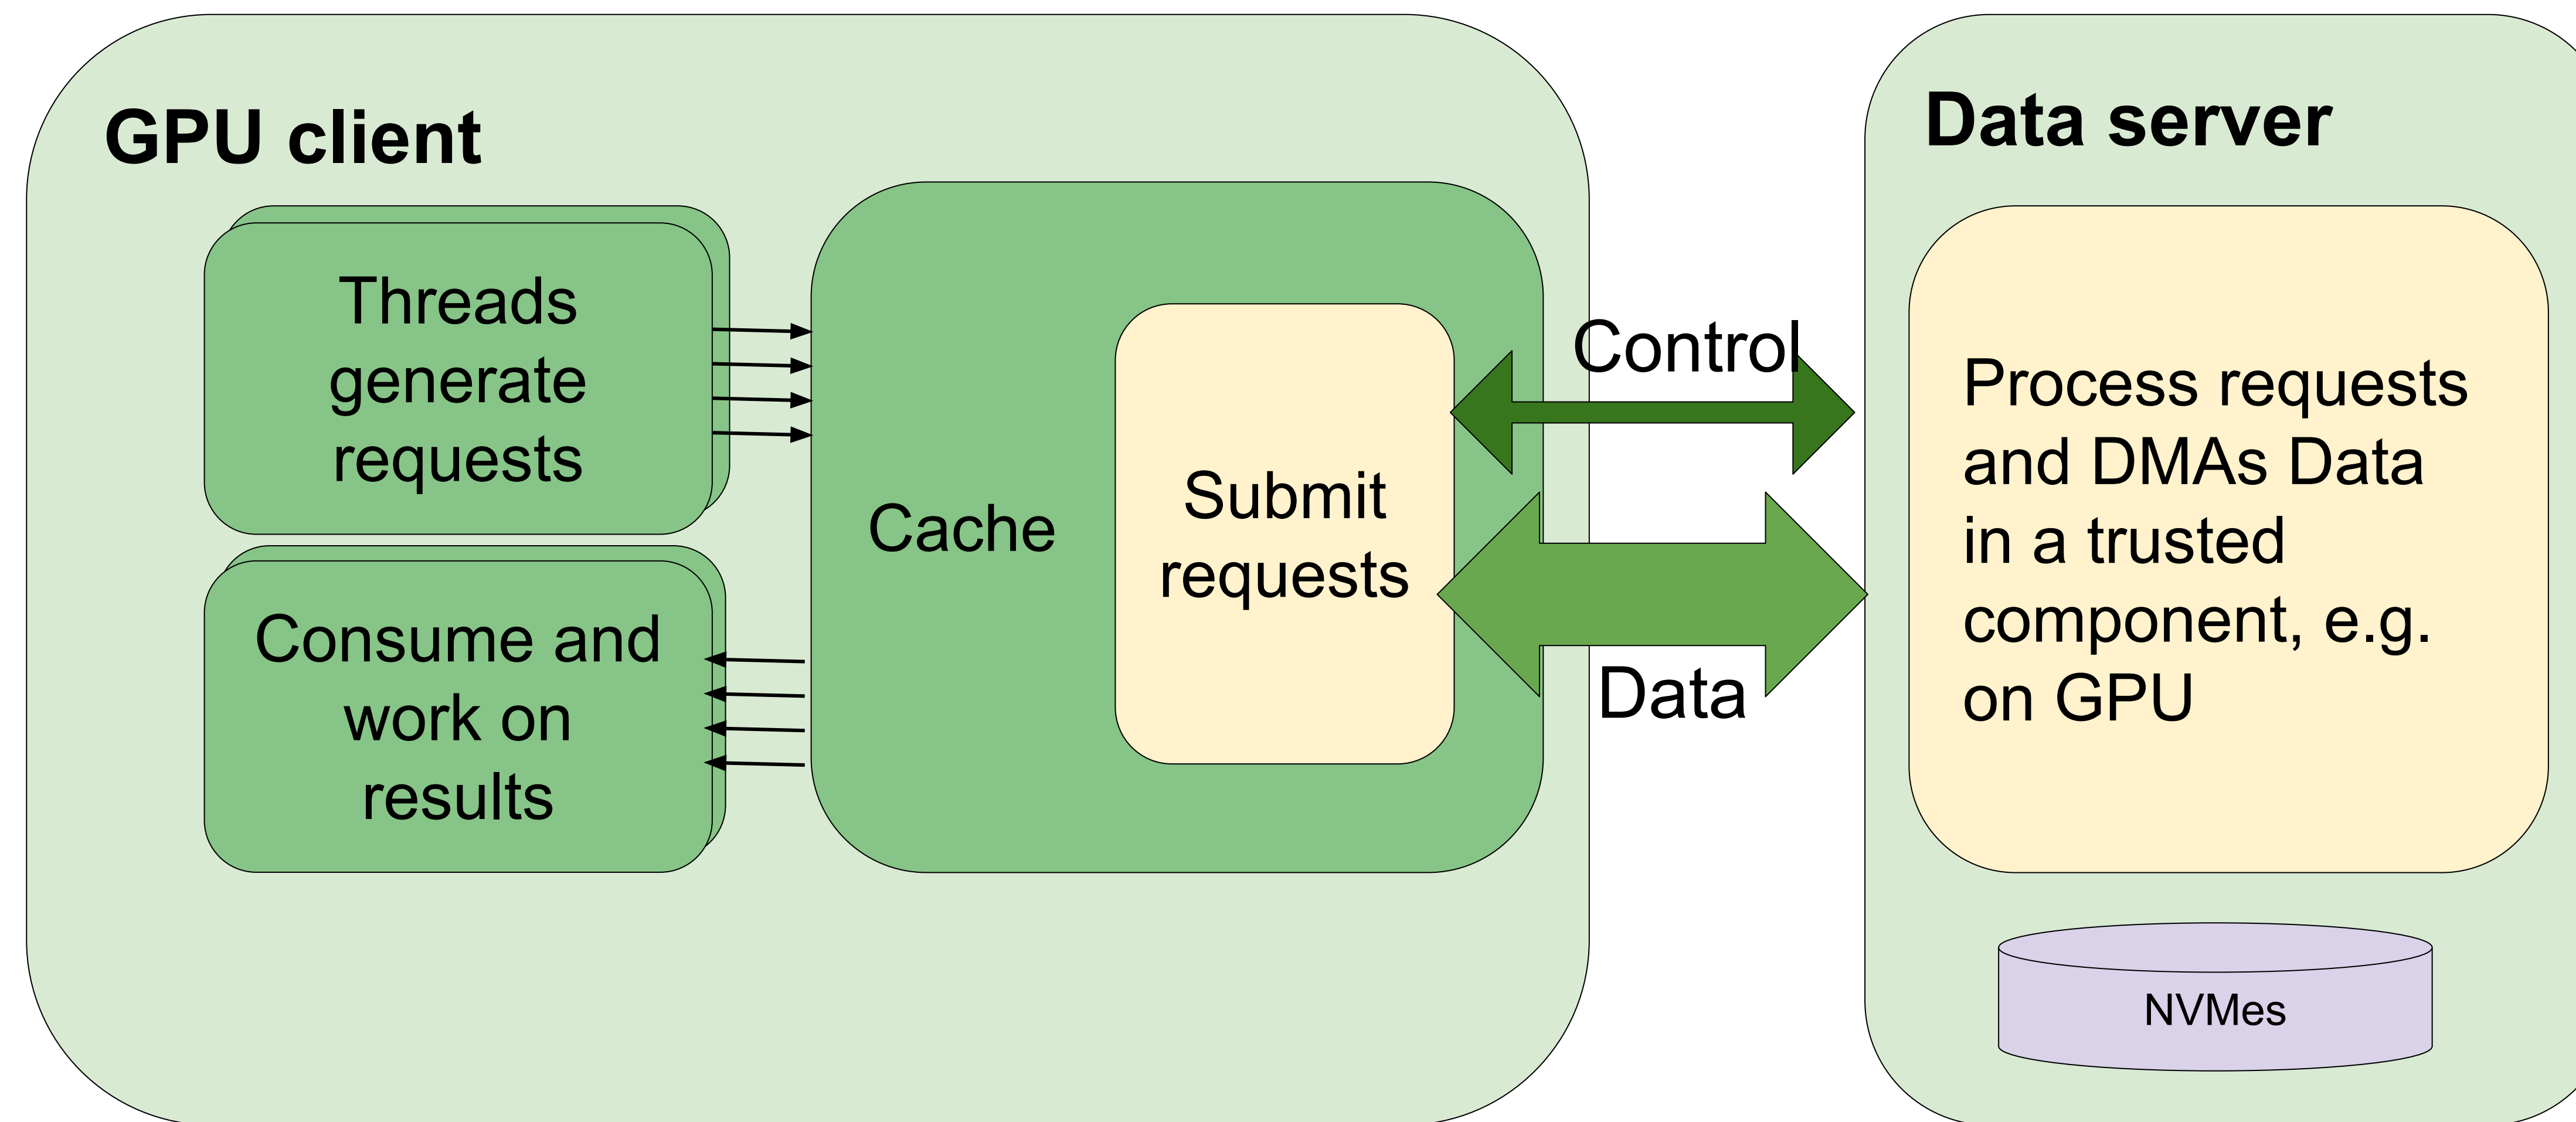 GPU client
Threads
generate
requests
Consume and
work on
results
Cache
Submit
requests
Control
Data
Data server
Process requests
and DMAs Data
in a trusted
component, e.g.
on GPU
NVMes